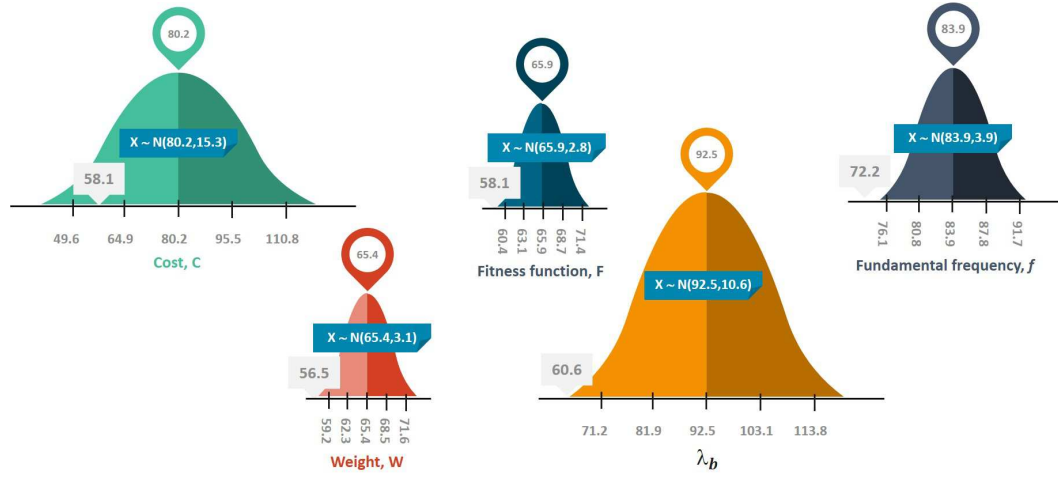 80.2
X ~ N(80.2,15.3)
58.1
49.6 64.9 80.2 95.5 110.8
Cost, C
65.4
X ~ N(65.4,3.1)
56.5
59.2 62.3 65.4 68.5 71.6
Weight, W
65.9
X ~ N(65.9,2.8)
58.1
60.4 63.1 65.9 68.7 71.4
Fitness function, F
92.5
X ~ N(92.5,10.6)
60.6
71.2 81.9 92.5 103.1 113.8
λb
83.9
X ~ N(83.9,3.9)
72.2
76.1 80.8 83.9 87.8 91.7
Fundamental frequency, f